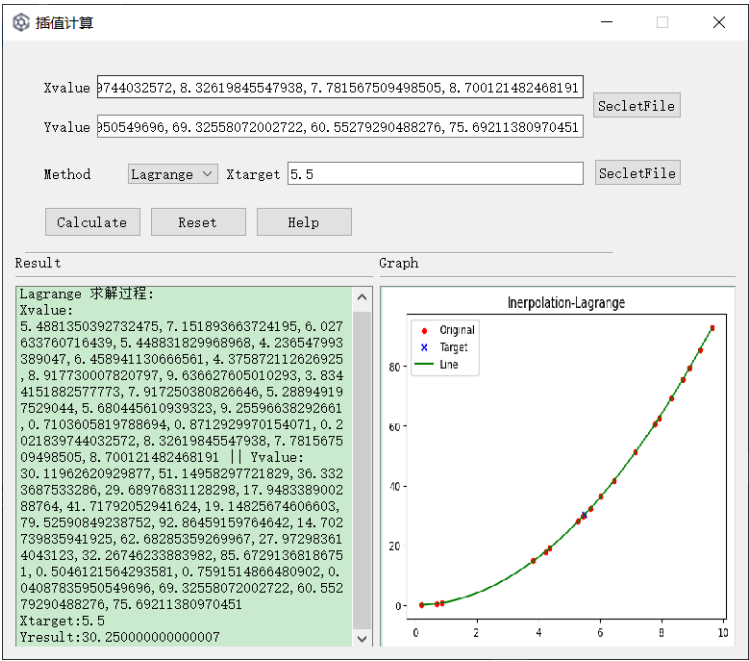 插值计算
Xvalue 9744032572,8.32619845547938,7.781567509498505,8.700121482468191
SecletFile
Yvalue 950549696,69.32558072002722,60.55279290488276,75.69211380970451
Method Lagrange Xtarget 5.5 SecletFile
Calculate Reset Help
Result
Lagrange 求解过程:
Xvalue:
5.4881350392732475,7.151893663724195,6.027
633760716439,5.448831829968968,4.236547993
389047,6.458941130666561,4.375872112626925
,8.917730007820797,9.636627605010293,3.834
4151882577773,7.917250380826646,5.28894919
7529044,5.680445610939323,9.25596638292661
,0.7103605819788694,0.8712929970154071,0.2
021839744032572,8.32619845547938,7.7815675
09498505,8.700121482468191 || Yvalue:
30.11962620929877,51.14958297721829,36.332
3687533286,29.68976831128298,17.9483389002
88764,41.71792052941624,19.14825674606603,
79.52590849238752,92.86459159764642,14.702
739835941925,62.68285359269967,27.97298361
4043123,32.26746233883982,85.6729136818675
1,0.5046121564293581,0.7591514866480902,0.
04087835950549696,69.32558072002722,60.552
79290488276,75.69211380970451
Xtarget:5.5
Yresult:30.250000000000007
Graph
Inerpolation-Lagrange
Original
Target
Line
80
60
40
20
0
0 2 4 6 8 10